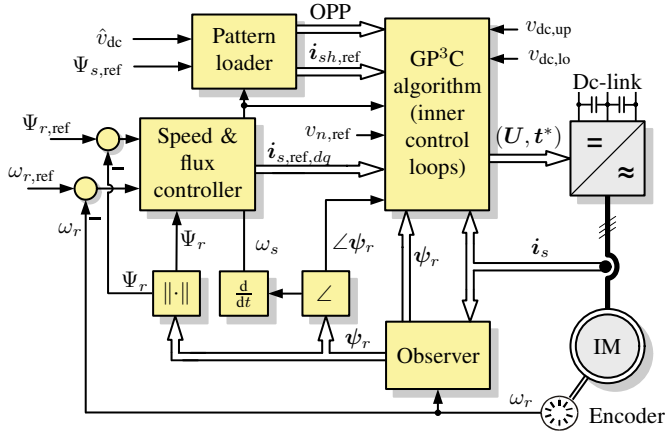 OPP
v̂dc
Ψs,ref
Pattern
loader
ish,ref
GP³C
algorithm
(inner
control
loops)
vdc,up
vdc,lo
Dc-link
=
≈
Ψr,ref
ωr,ref
Speed &
flux
controller
vn,ref
is,ref,dq
(U, t*)
ωr
Ψr
ωs
∠ψr
ψr
is
Ψr
‖·‖
d
dt
∠
ψr
Observer
IM
ωr
Encoder